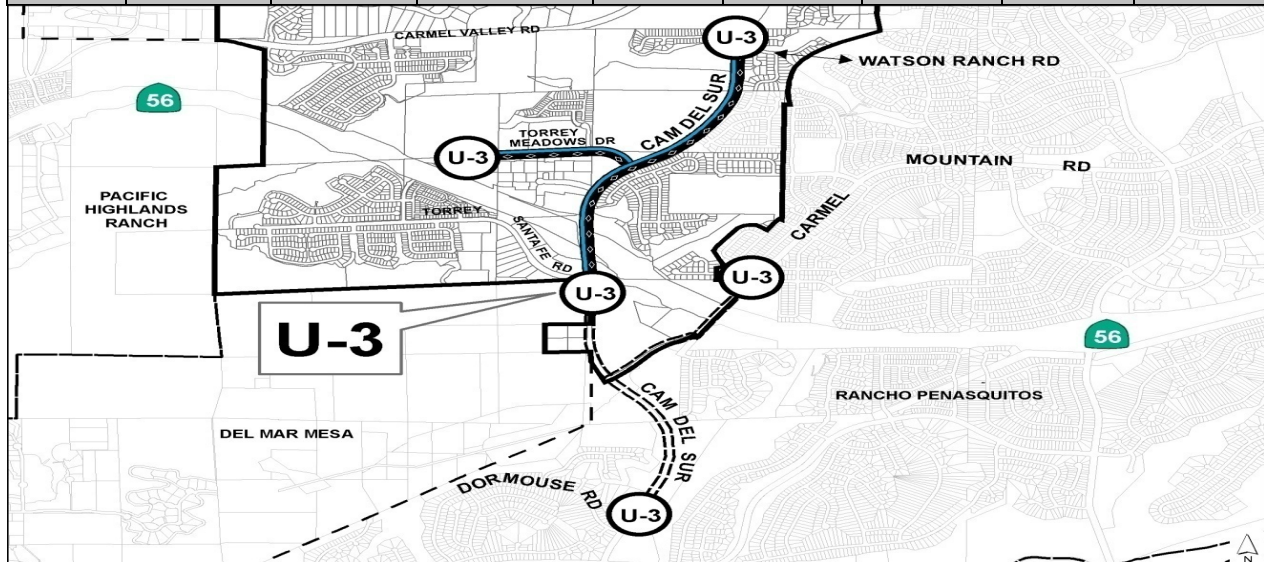 CARMEL VALLEY RD
U-3
WATSON RANCH RD
56
CAM DEL SUR
TORREY
MEADOWS DR
U-3
MOUNTAIN RD
PACIFIC
HIGHLANDS
RANCH
TORREY
SANTA FE RD
CARMEL
U-3
U-3
U-3
56
RANCHO PENASQUITOS
CAM DEL SUR
DEL MAR MESA
DORMOUSE RD
U-3
N